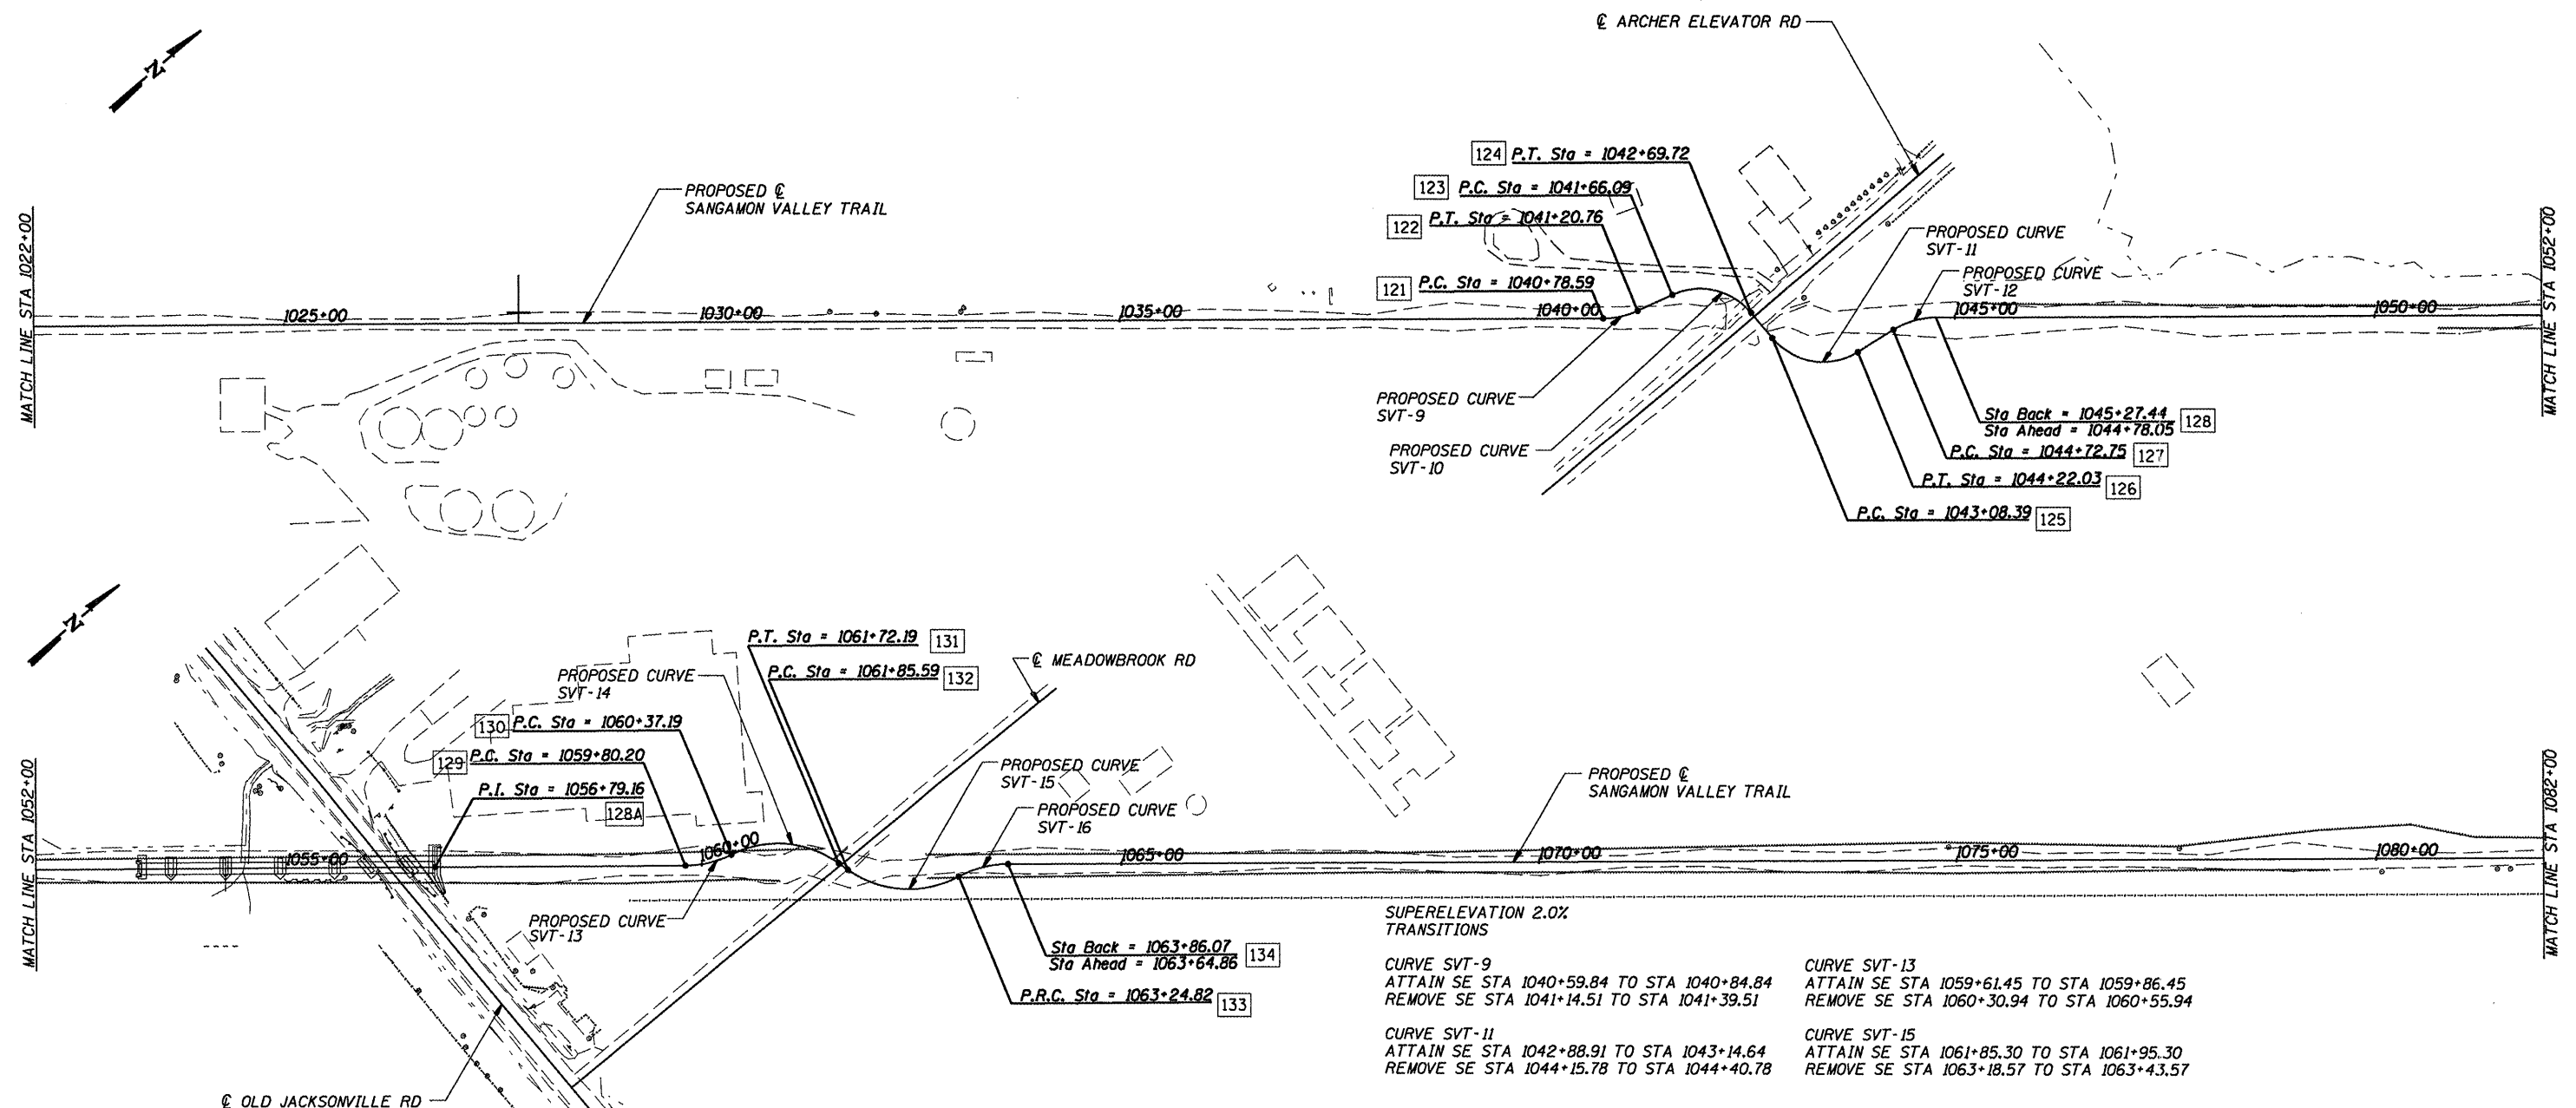 ℄ ARCHER ELEVATOR RD
N
124 P.T. Sta = 1042+69.72
123 P.C. Sta = 1041+66.09
122 P.T. Sta = 1041+20.76
121 P.C. Sta = 1040+78.59
PROPOSED ℄
SANGAMON VALLEY TRAIL
PROPOSED CURVE
SVT-11
PROPOSED CURVE
SVT-12
MATCH LINE STA 1022+00
1025+00
1030+00
1035+00
1040+00
1045+00
1050+00
MATCH LINE STA 1052+00
PROPOSED CURVE
SVT-9
PROPOSED CURVE
SVT-10
Sta Back = 1045+27.44
Sta Ahead = 1044+78.05
128
P.C. Sta = 1044+72.75 127
P.T. Sta = 1044+22.03 126
P.C. Sta = 1043+08.39 125
N
P.T. Sta = 1061+72.19 131
P.C. Sta = 1061+85.59 132
℄ MEADOWBROOK RD
PROPOSED CURVE
SVT-14
130 P.C. Sta = 1060+37.19
129 P.C. Sta = 1059+80.20
P.I. Sta = 1056+79.16
128A
PROPOSED CURVE
SVT-15
PROPOSED CURVE
SVT-16
PROPOSED ℄
SANGAMON VALLEY TRAIL
MATCH LINE STA 1052+00
1055+00
1060+00
1065+00
1070+00
1075+00
1080+00
MATCH LINE STA 1082+00
PROPOSED CURVE
SVT-13
Sta Back = 1063+86.07
Sta Ahead = 1063+64.86
134
P.R.C. Sta = 1063+24.82 133
℄ OLD JACKSONVILLE RD
SUPERELEVATION 2.0%
TRANSITIONS
CURVE SVT-9
ATTAIN SE STA 1040+59.84 TO STA 1040+84.84
REMOVE SE STA 1041+14.51 TO STA 1041+39.51
CURVE SVT-11
ATTAIN SE STA 1042+88.91 TO STA 1043+14.64
REMOVE SE STA 1044+15.78 TO STA 1044+40.78
CURVE SVT-13
ATTAIN SE STA 1059+61.45 TO STA 1059+86.45
REMOVE SE STA 1060+30.94 TO STA 1060+55.94
CURVE SVT-15
ATTAIN SE STA 1061+85.30 TO STA 1061+95.30
REMOVE SE STA 1063+18.57 TO STA 1063+43.57